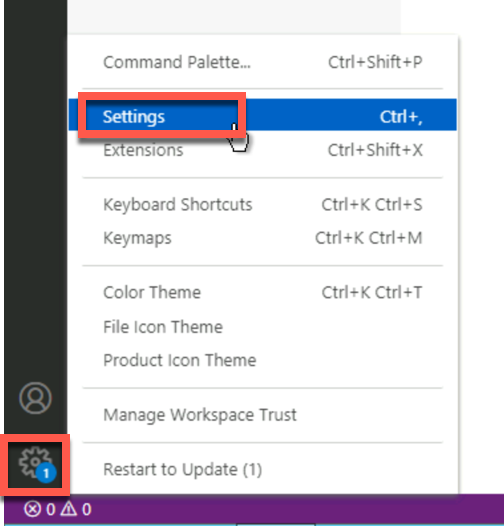 Command Palette... Ctrl+Shift+P
Settings Ctrl+,
Extensions Ctrl+Shift+X
Keyboard Shortcuts Ctrl+K Ctrl+S
Keymaps Ctrl+K Ctrl+M
Color Theme Ctrl+K Ctrl+T
File Icon Theme
Product Icon Theme
Manage Workspace Trust
1
Restart to Update (1)
0 0